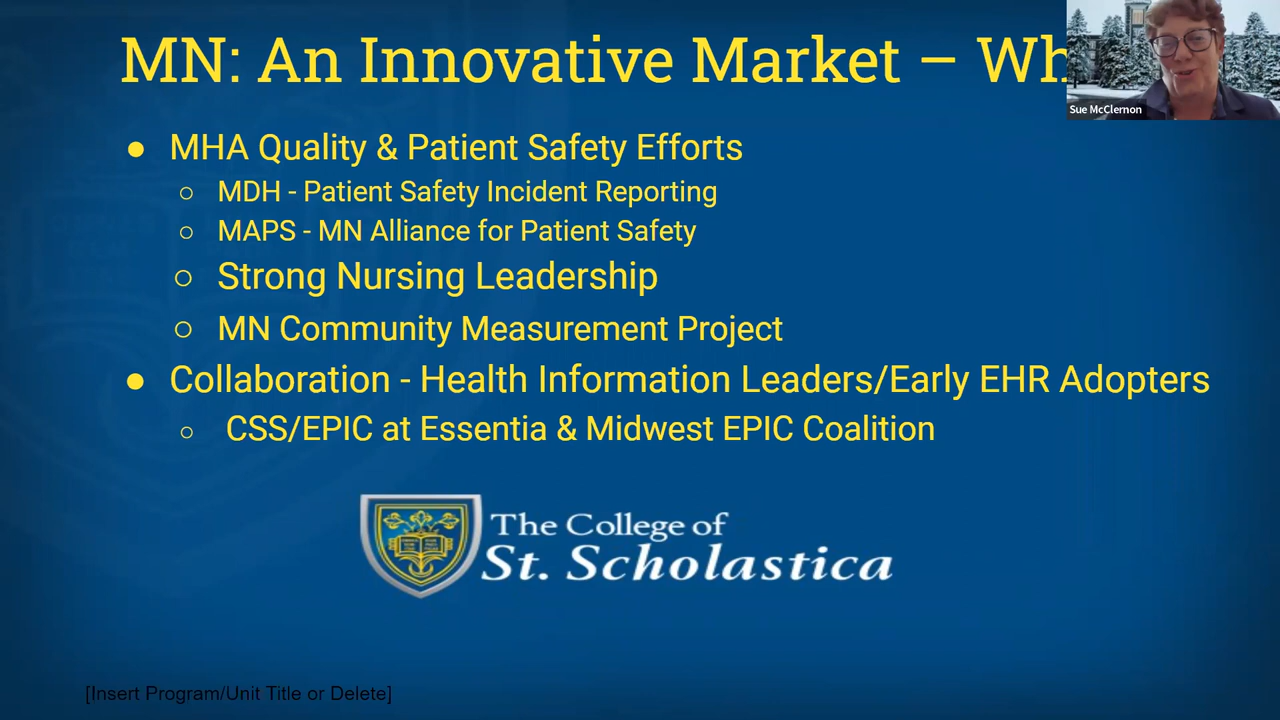 MN: An Innovative Market – Wh
Sue McClernon
● MHA Quality & Patient Safety Efforts
○ MDH - Patient Safety Incident Reporting
○ MAPS - MN Alliance for Patient Safety
○ Strong Nursing Leadership
○ MN Community Measurement Project
● Collaboration - Health Information Leaders/Early EHR Adopters
○ CSS/EPIC at Essentia & Midwest EPIC Coalition
The College of
St. Scholastica
[Insert Program/Unit Title or Delete]